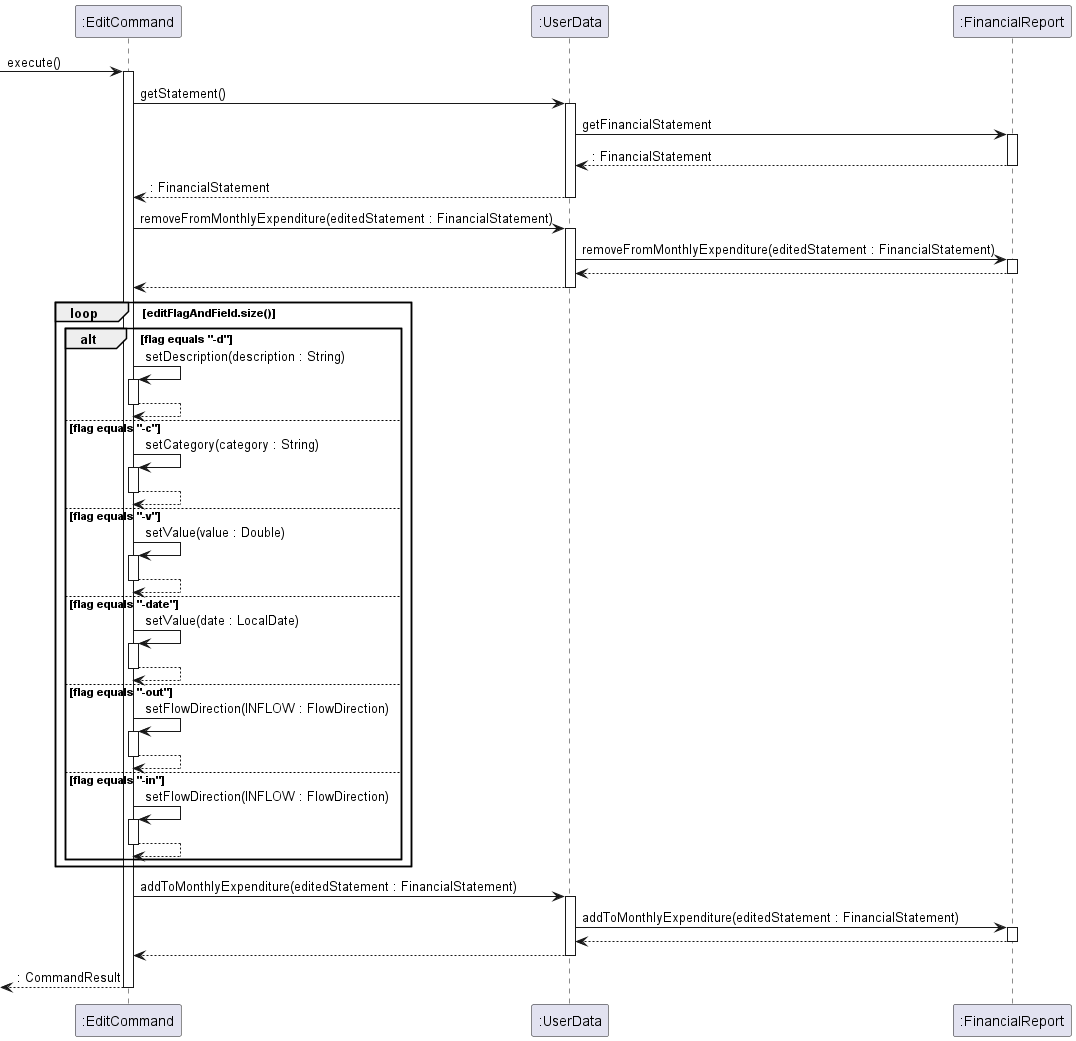 :EditCommand
:UserData
:FinancialReport
execute()
getStatement()
getFinancialStatement
: FinancialStatement
: FinancialStatement
removeFromMonthlyExpenditure(editedStatement : FinancialStatement)
removeFromMonthlyExpenditure(editedStatement : FinancialStatement)
loop
[editFlagAndField.size()]
alt
[flag equals "-d"]
setDescription(description : String)
[flag equals "-c"]
setCategory(category : String)
[flag equals "-v"]
setValue(value : Double)
[flag equals "-date"]
setValue(date : LocalDate)
[flag equals "-out"]
setFlowDirection(INFLOW : FlowDirection)
[flag equals "-in"]
setFlowDirection(INFLOW : FlowDirection)
addToMonthlyExpenditure(editedStatement : FinancialStatement)
addToMonthlyExpenditure(editedStatement : FinancialStatement)
: CommandResult
:EditCommand
:UserData
:FinancialReport